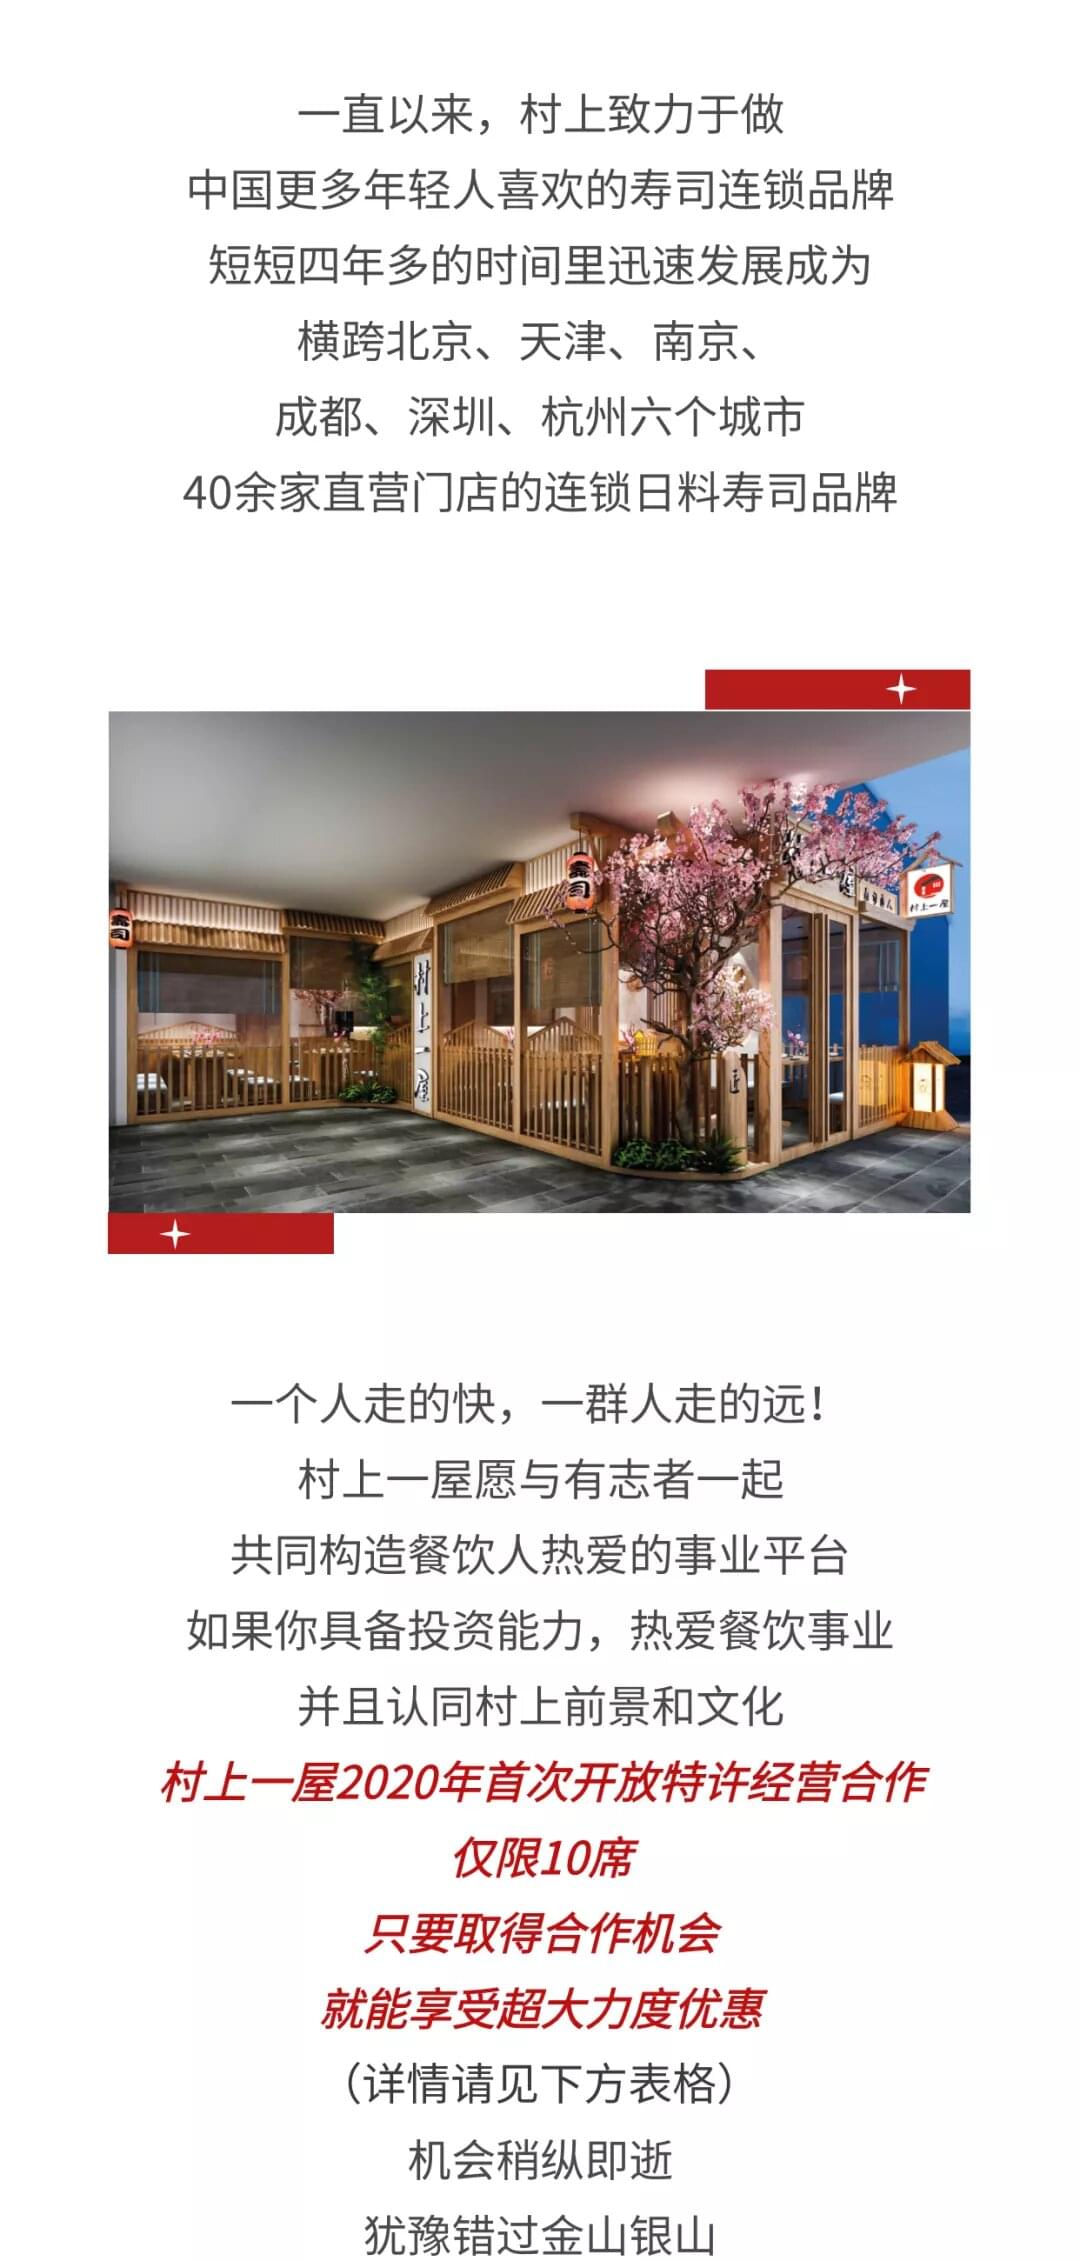 一直以来，村上致力于做
中国更多年轻人喜欢的寿司连锁品牌
短短四年多的时间里迅速发展成为
横跨北京、天津、南京、
成都、深圳、杭州六个城市
40余家直营门店的连锁日料寿司品牌
寿司
寿司
村上一屋
村上一屋
匠
一个人走的快，一群人走的远！
村上一屋愿与有志者一起
共同构造餐饮人热爱的事业平台
如果你具备投资能力，热爱餐饮事业
并且认同村上前景和文化
村上一屋2020年首次开放特许经营合作
仅限10席
只要取得合作机会
就能享受超大力度优惠
（详情请见下方表格）
机会稍纵即逝
犹豫错过金山银山